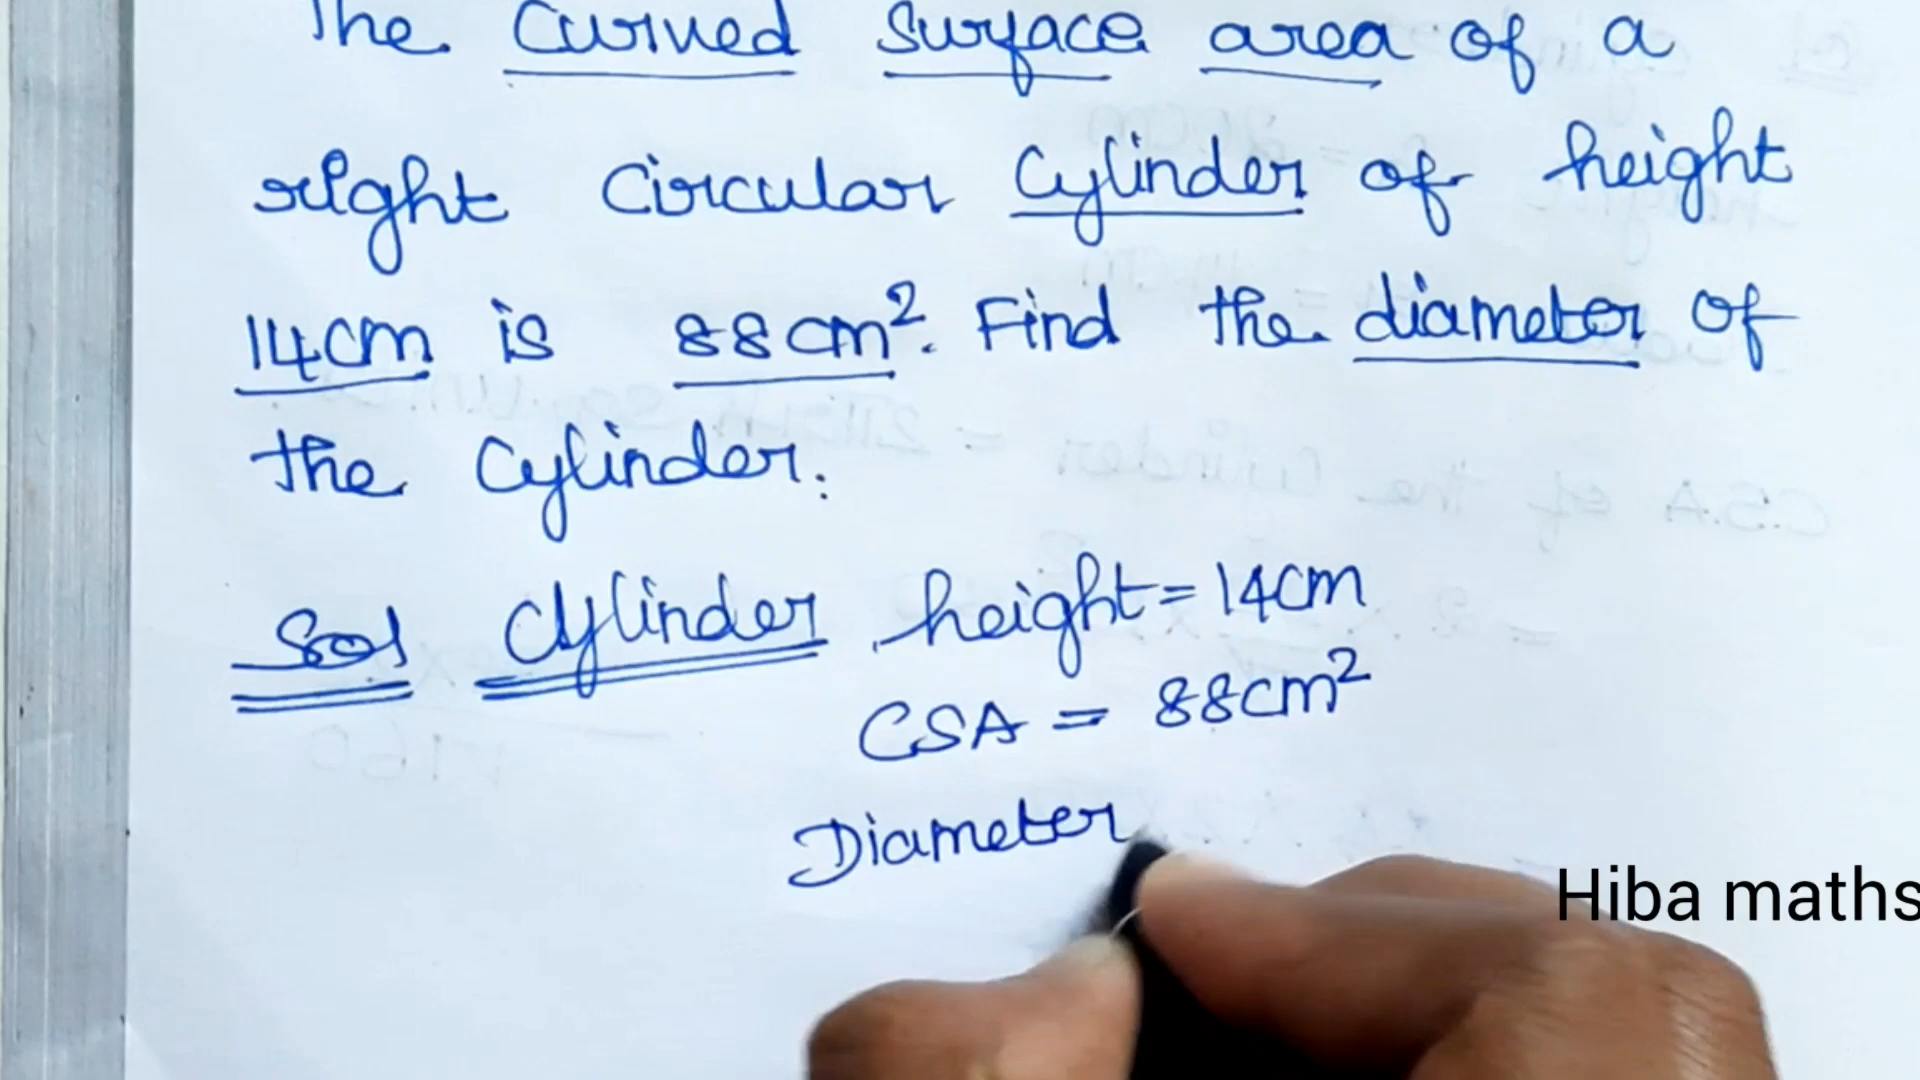 The Curved Surface area of a
right Circular Cylinder of height
14cm is 88cm². Find the diameter of
the Cylinder.
Sol Cylinder height=14cm
CSA = 88cm²
Diameter
Hiba maths